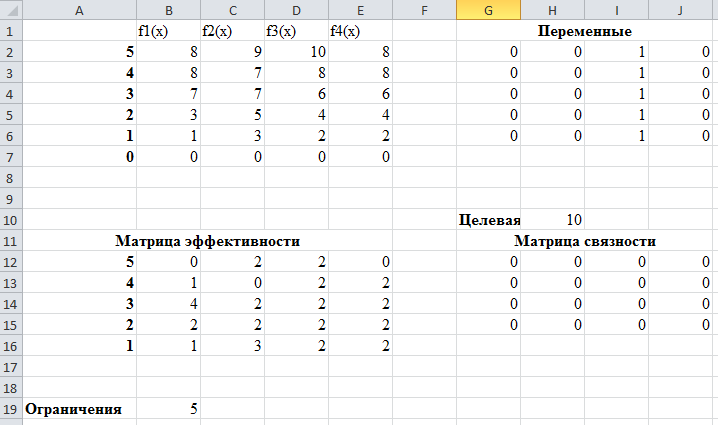 A B C D E F G H I J
1 f1(x) f2(x) f3(x) f4(x) Переменные
2 5 8 9 10 8 0 0 1 0
3 4 8 7 8 8 0 0 1 0
4 3 7 7 6 6 0 0 1 0
5 2 3 5 4 4 0 0 1 0
6 1 1 3 2 2 0 0 1 0
7 0 0 0 0 0
8
9
10 Целевая 10
11 Матрица эффективности Матрица связности
12 5 0 2 2 0 0 0 0 0
13 4 1 0 2 2 0 0 0 0
14 3 4 2 2 2 0 0 0 0
15 2 2 2 2 2 0 0 0 0
16 1 1 3 2 2
17
18
19 Ограничения 5